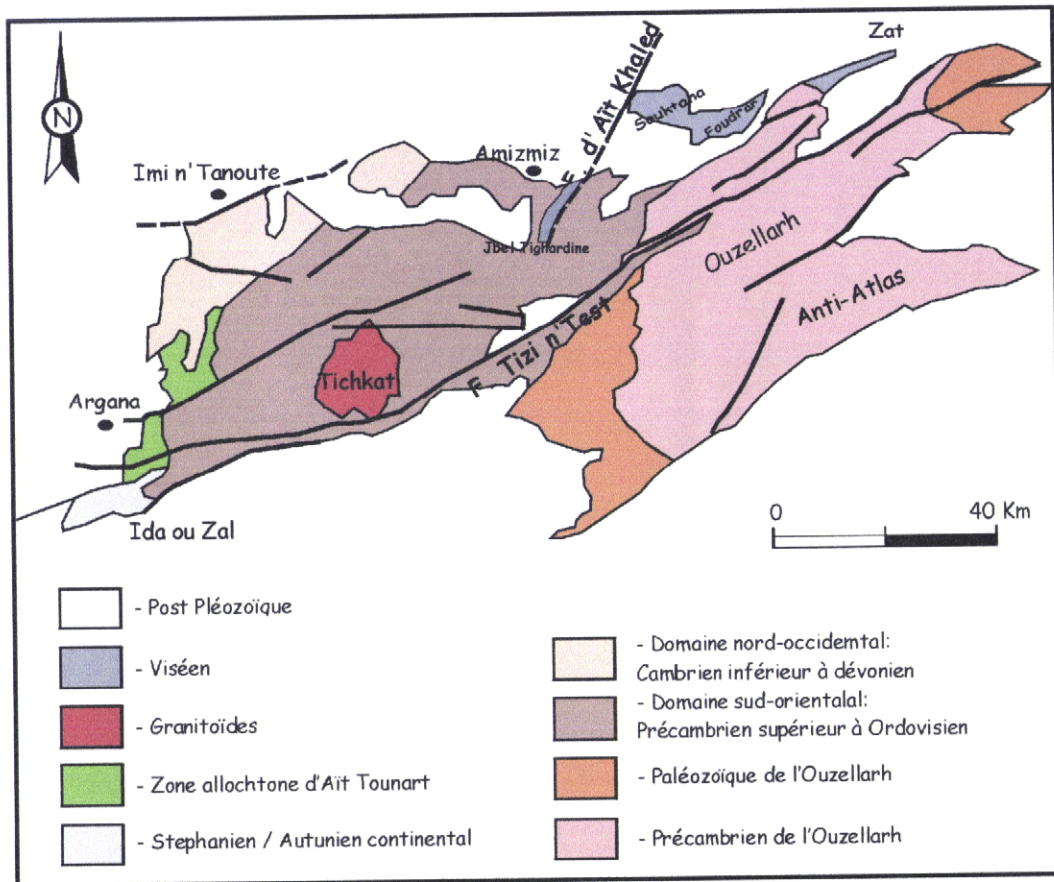 Zat
F. d' Aït Khaled
N
Souktana
Foudrar
Imi n' Tanoute
Amizmiz
Jbel Tighardine
Ouzellarh
Anti-Atlas
F. Tizi n'Test
Tichkat
Argana
Ida ou Zal
0 40 Km
- Post Pléozoïque
- Viséen
- Granitoïdes
- Zone allochtone d'Aït Tounart
- Stephanien / Autunien continental
- Domaine nord-occidemtal:
Cambrien inférieur à dévonien
- Domaine sud-orientalal:
Précambrien supérieur à Ordovisien
- Paléozoïque de l'Ouzellarh
- Précambrien de l'Ouzellarh